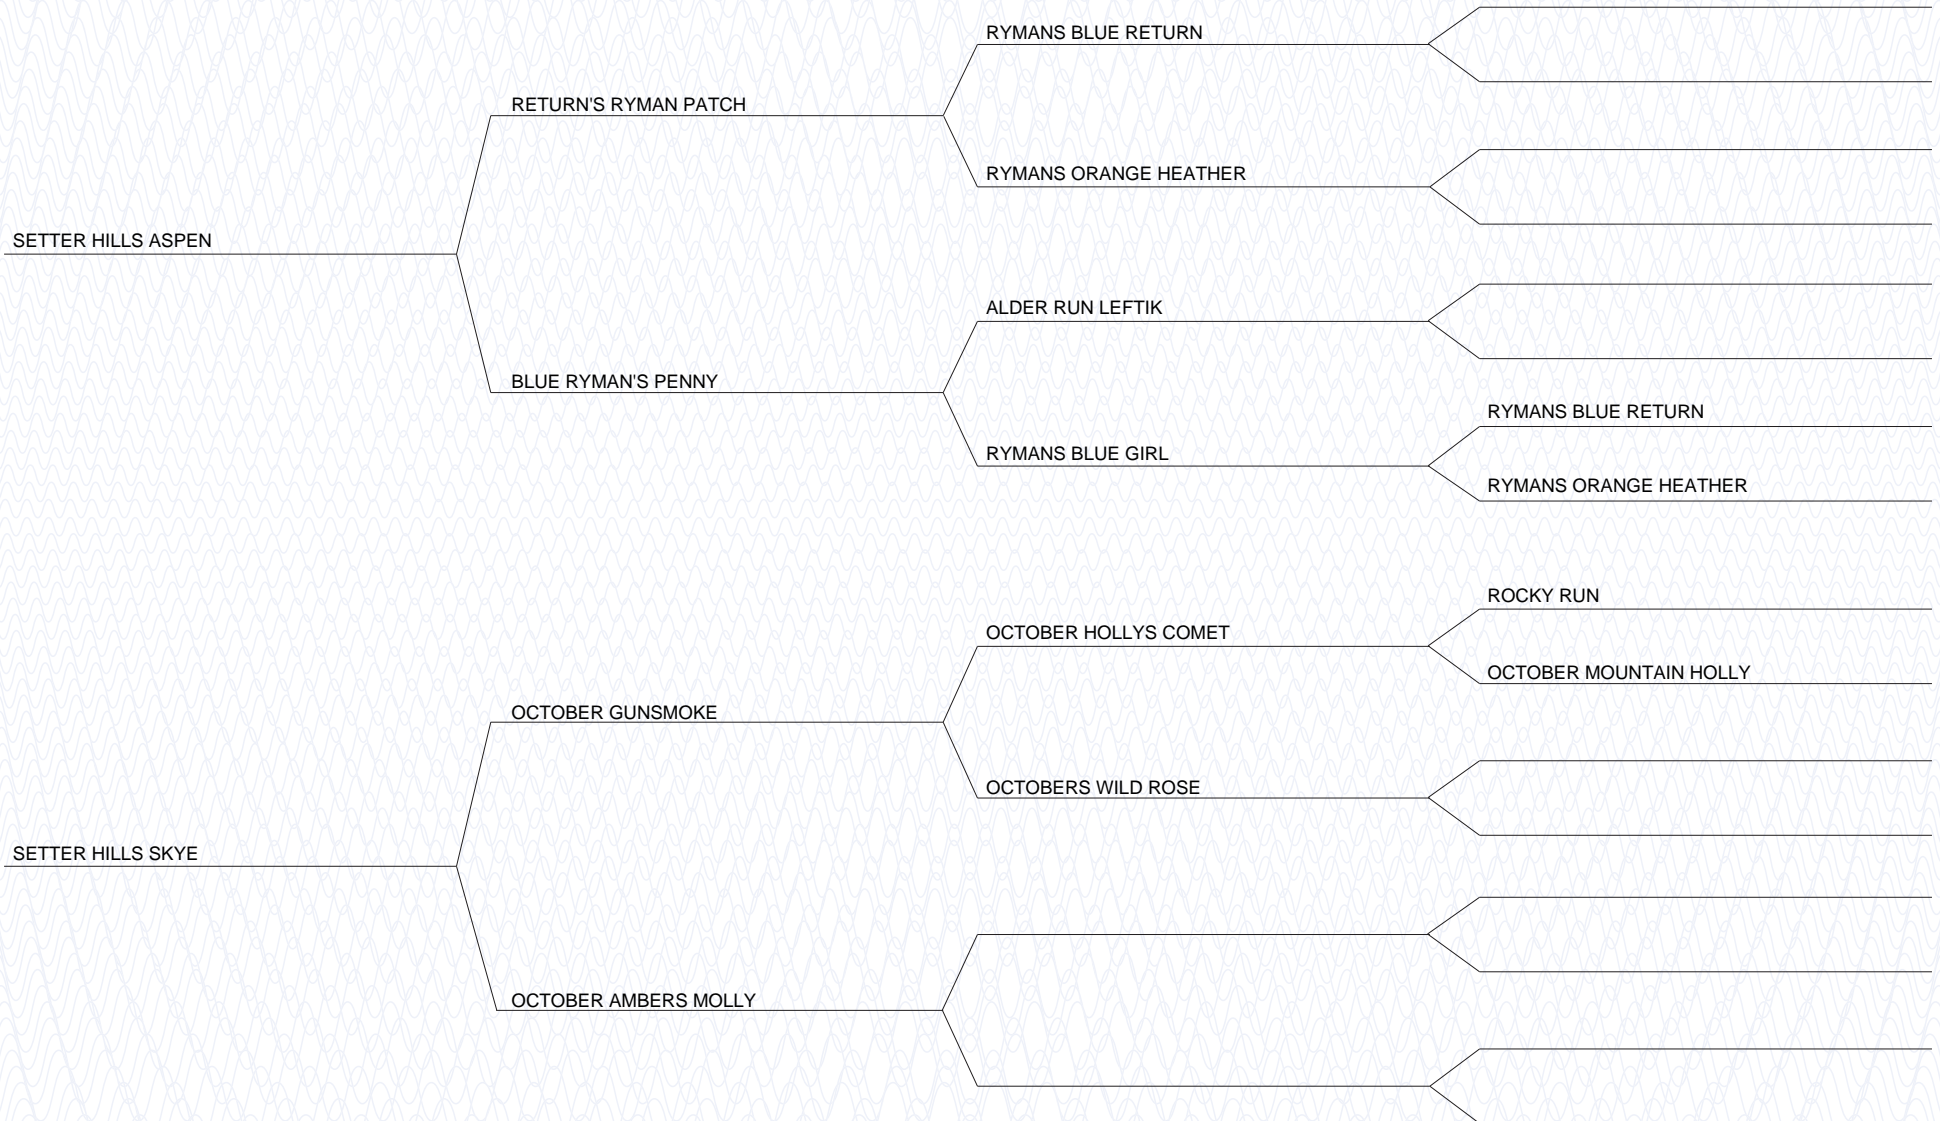 RYMANS BLUE RETURN
RETURN'S RYMAN PATCH
RYMANS ORANGE HEATHER
SETTER HILLS ASPEN
ALDER RUN LEFTIK
BLUE RYMAN'S PENNY
RYMANS BLUE RETURN
RYMANS BLUE GIRL
RYMANS ORANGE HEATHER
ROCKY RUN
OCTOBER HOLLYS COMET
OCTOBER MOUNTAIN HOLLY
OCTOBER GUNSMOKE
OCTOBERS WILD ROSE
SETTER HILLS SKYE
OCTOBER AMBERS MOLLY